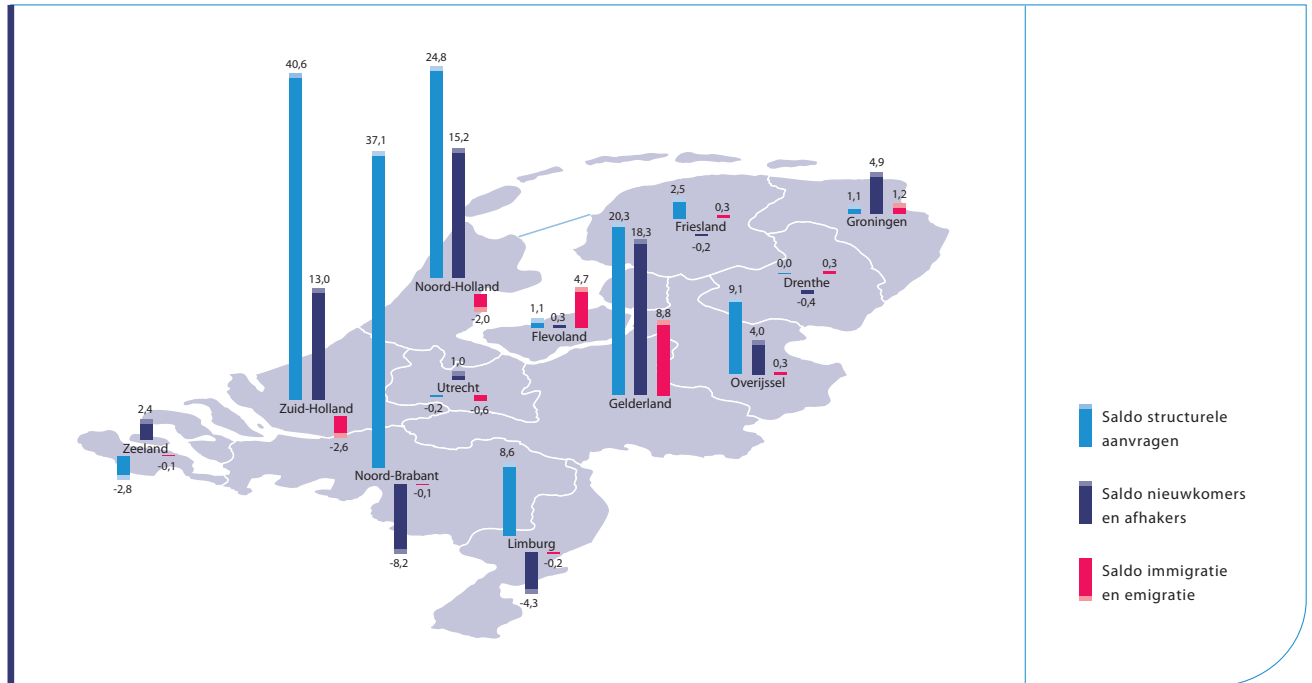 40,6
13,0
Zuid-Holland
-2,6
37,1
Noord-Brabant
-8,2
-0,1
24,8
15,2
Noord-Holland
-2,0
2,5
0,3
Friesland
-0,2
1,1
4,9
1,2
Groningen
0,0
0,3
Drenthe
-0,4
1,1
0,3
4,7
Flevoland
20,3
18,3
8,8
Gelderland
9,1
4,0
0,3
Overijssel
1,0
Utrecht
-0,2
-0,6
2,4
Zeeland
-0,1
-2,8
8,6
Limburg
-0,2
-4,3
Saldo structurele
aanvragen
Saldo nieuwkomers
en afhakers
Saldo immigratie
en emigratie